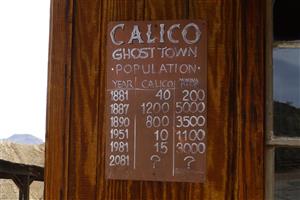 CALICO
GHOST TOWN
·POPULATION·
YEAR CALICO
1881 40 200
1887 1200 5000
1890 800 3500
1951 10 1100
1981 15 3000
2081 ? ?